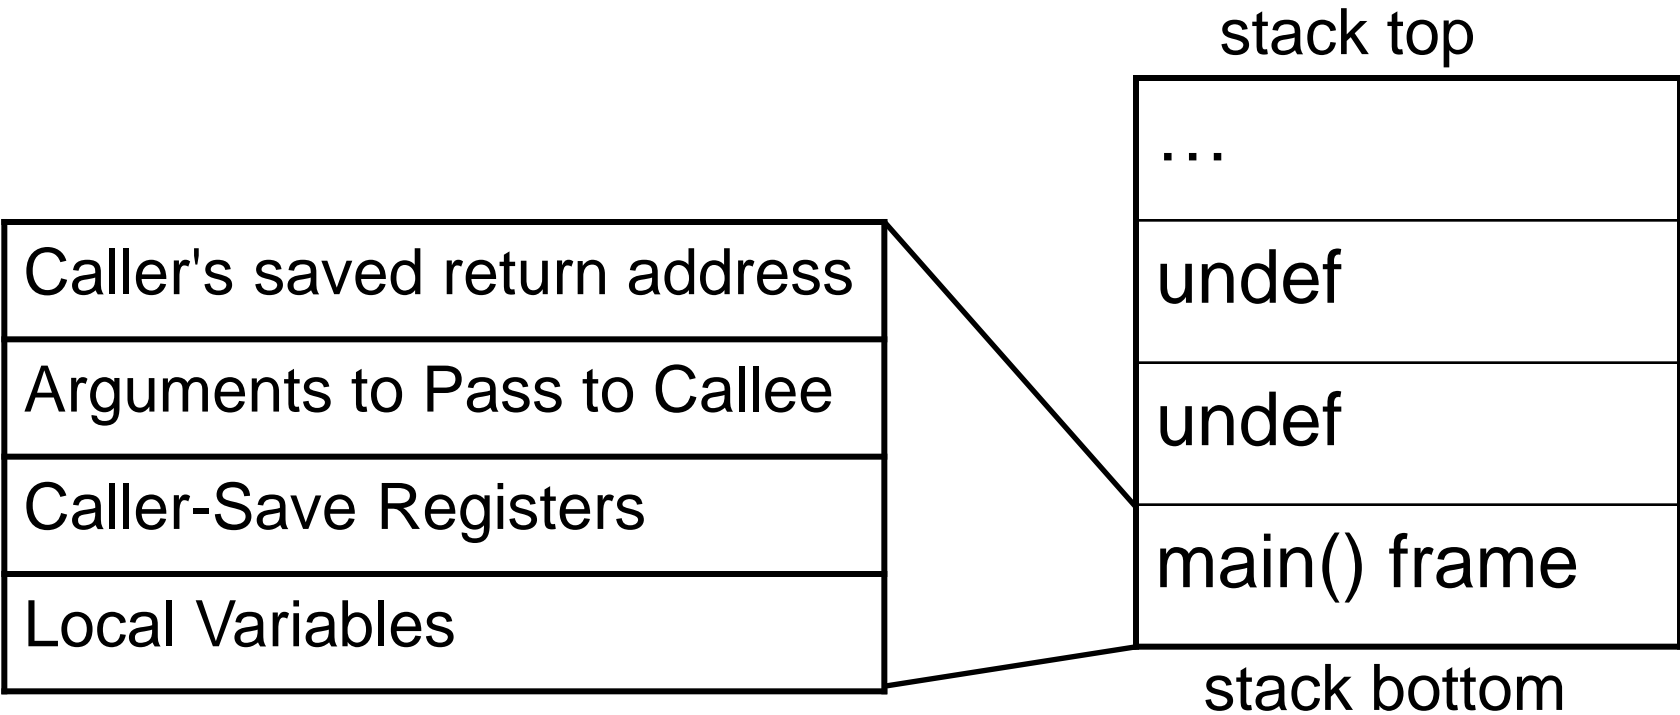 stack top
…
undef
undef
main() frame
stack bottom
Caller's saved return address
Arguments to Pass to Callee
Caller-Save Registers
Local Variables